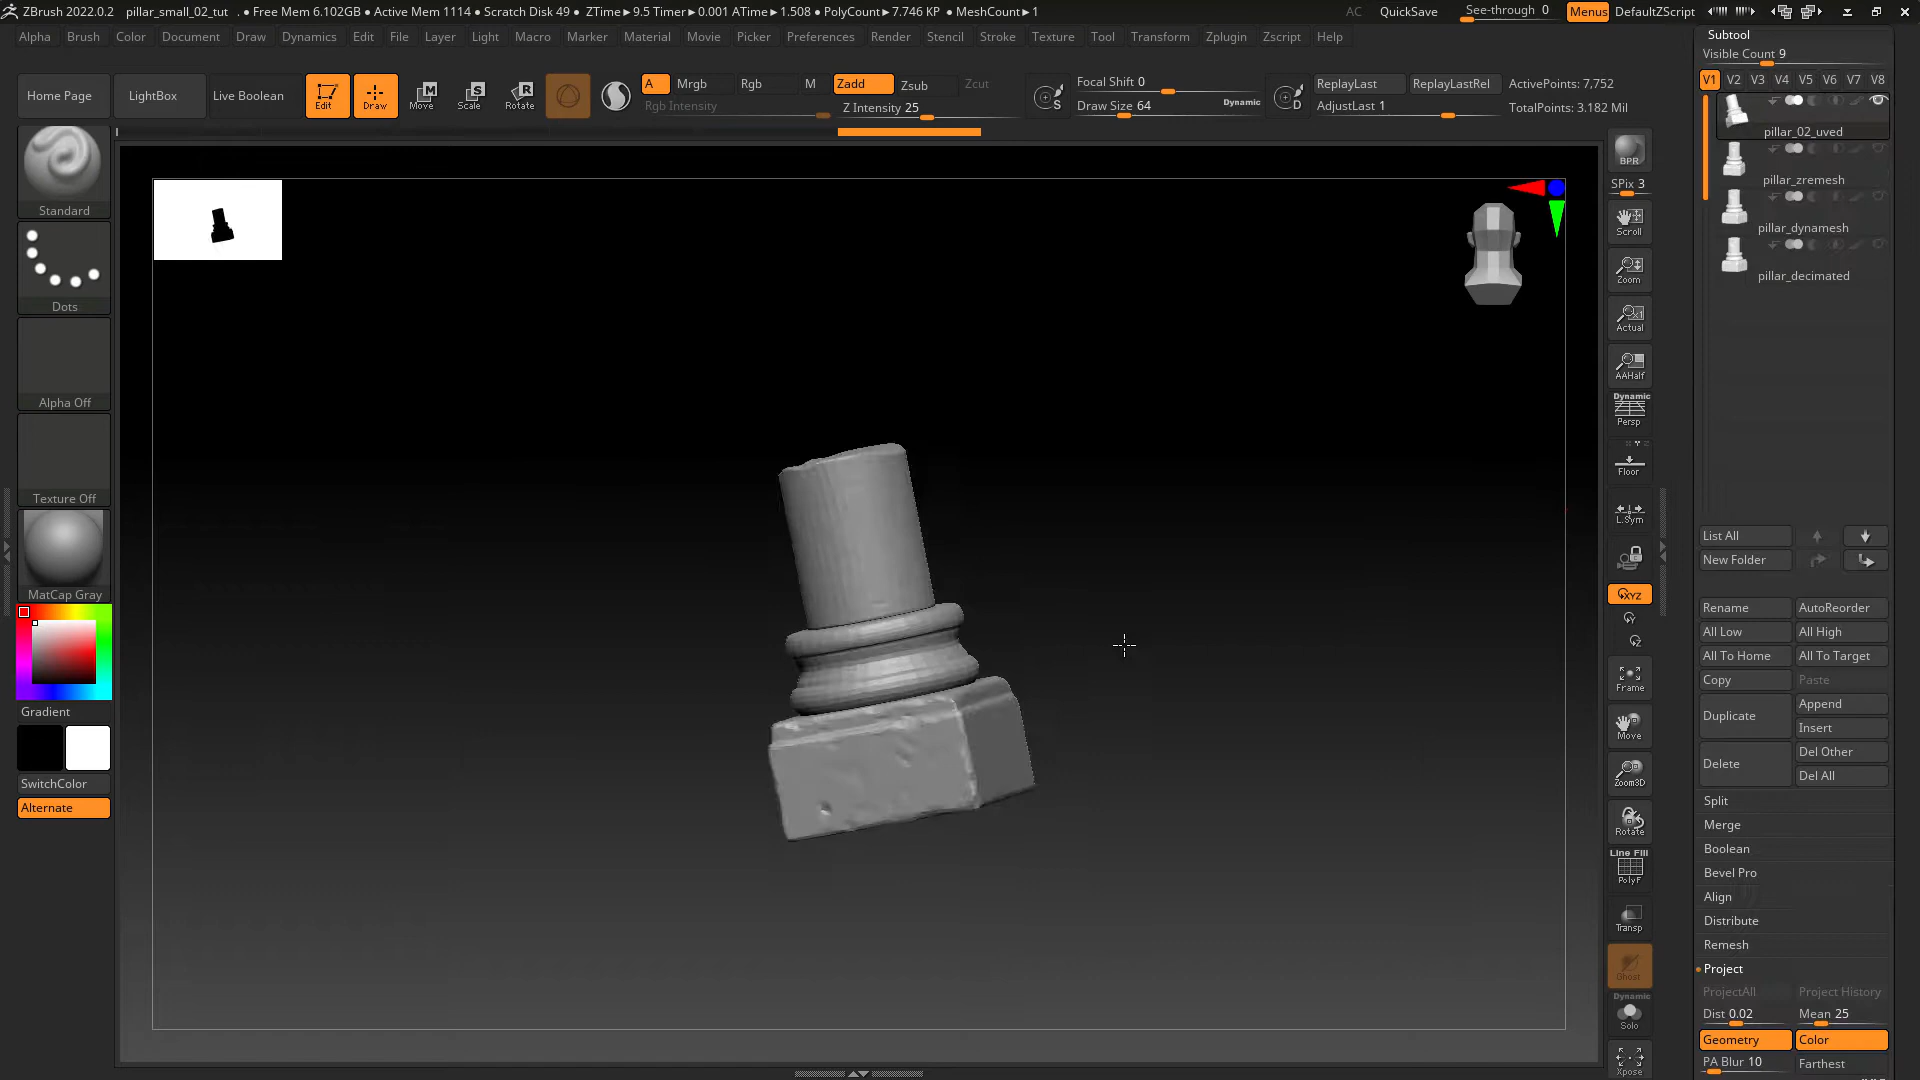 ZBrush 2022.0.2 pillar_small_02_tut . • Free Mem 6.102GB • Active Mem 1114 • Scratch Disk 49 • ZTime►9.5 Timer►0.001 ATime►1.508 • PolyCount►7.746 KP • MeshCount►1 AC QuickSave See-through 0 Menus DefaultZScript
Alpha Brush Color Document Draw Dynamics Edit File Layer Light Macro Marker Material Movie Picker Preferences Render Stencil Stroke Texture Tool Transform Zplugin Zscript Help
Home Page LightBox Live Boolean Edit Draw Move Scale Rotate
A Mrgb Rgb M Zadd Zsub Zcut
Rgb Intensity Z Intensity 25
Focal Shift 0
Draw Size 64 Dynamic
S D
ReplayLast ReplayLastRel ActivePoints: 7,752
AdjustLast 1 TotalPoints: 3.182 Mil
Standard
Dots
Alpha Off
Texture Off
MatCap Gray
Gradient
SwitchColor
Alternate
BPR
SPix 3
Scroll
Zoom
Actual
AAHalf
Dynamic
Persp
Floor
L.Sym
XYZ
Y
Z
Frame
Move
Zoom3D
Rotate
Line Fill
PolyF
Transp
Ghost
Dynamic
Solo
Xpose
Subtool
Visible Count 9
V1 V2 V3 V4 V5 V6 V7 V8
pillar_02_uved
pillar_zremesh
pillar_dynamesh
pillar_decimated
List All
New Folder
Rename AutoReorder
All Low All High
All To Home All To Target
Copy Paste
Duplicate Append
Insert
Delete Del Other
Del All
Split
Merge
Boolean
Bevel Pro
Align
Distribute
Remesh
Project
ProjectAll Project History
Dist 0.02 Mean 25
Geometry Color
PA Blur 10 Farthest